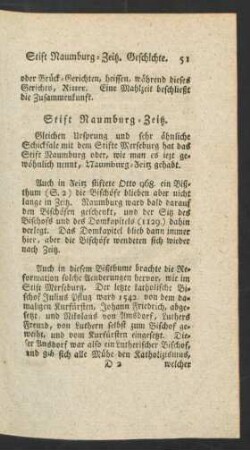 Stift Naumburg-Zeitz. Geschichte. 51
oder Brück-Gerichten, heissen, während dieses
Gerichts, Ritter. Eine Mahlzeit beschließt
die Zusammenkunft.
Stift Naumburg-Zeitz.
Gleichen Ursprung und sehr ähnliche
Schicksale mit dem Stifte Merseburg hat das
Stift Naumburg oder, wie man es jezt ge-
wöhnlich nennt, Naumburg-Zeitz gehabt.
Auch in Zeitz stiftete Otto 968. ein Bis-
thum (S. 2) die Bischöfe blieben aber nicht
lange in Zeitz. Naumburg ward bald darauf
den Bischöfen geschenkt, und der Sitz des
Bischofs und des Domkapitels (1029.) dahin
verlegt. Das Domkapitel blieb dann immer
hier, aber die Bischöfe wendeten sich wieder
nach Zeitz.
Auch in diesem Bisthume brachte die Re-
formation solche Aenderungen hervor, wie im
Stift Merseburg. Der letzte katholische Bi-
schof Julius Pflug ward 1542. von dem da-
maligen Kurfürsten, Johann Friedrich, abge-
setzt und Nikolaus von Amsdorf, Luthers
Freund, von Luthern selbst zum Bischof ge-
weiht, und vom Kurfürsten eingesetzt. Die-
ser Amsdorf war also ein Lutherischer Bischof,
und gab sich alle Mühe den Katholizismus,
D 2 welcher